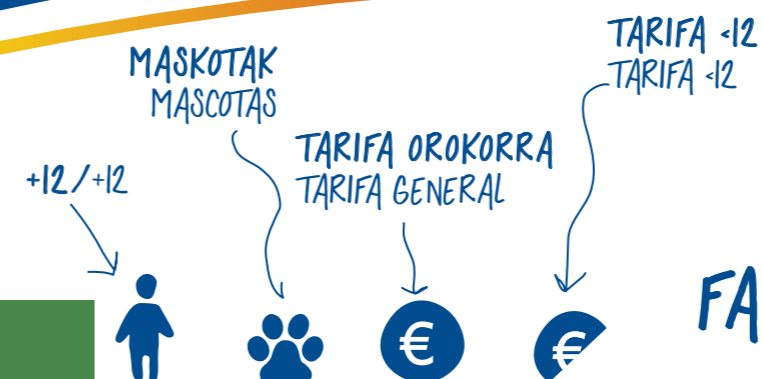 MASKOTAK
MASCOTAS
TARIFA <12
TARIFA <12
TARIFA OROKORRA
TARIFA GENERAL
+12/+12
€
€
FA